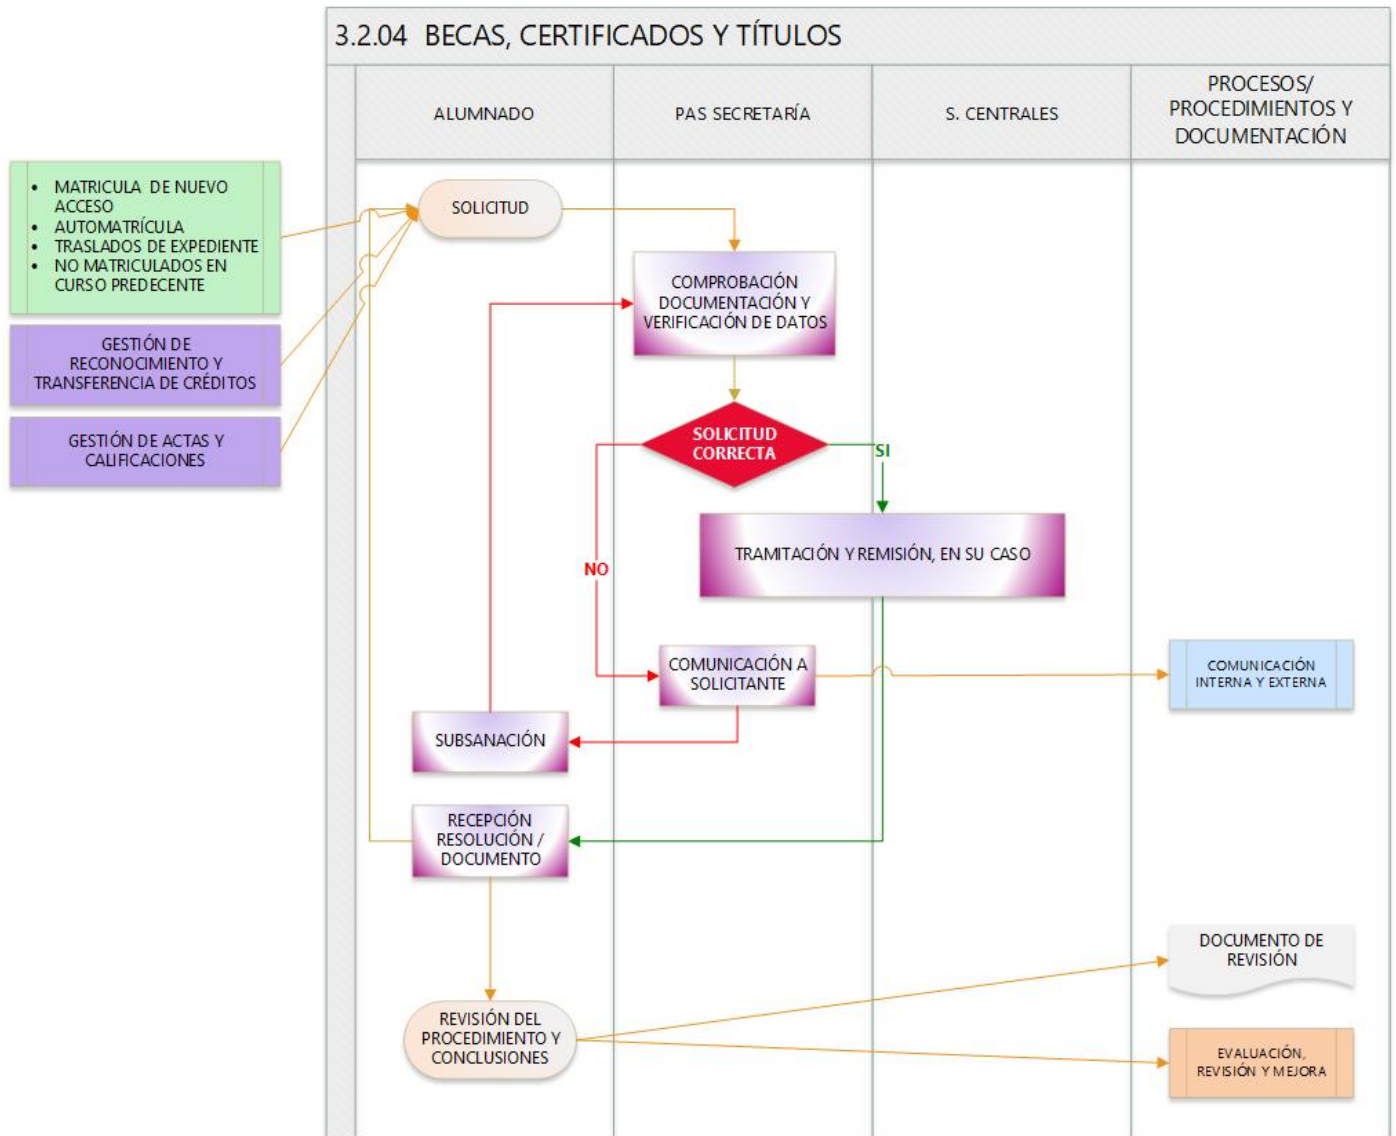 3.2.04 BECAS, CERTIFICADOS Y TÍTULOS
ALUMNADO
PAS SECRETARÍA
S. CENTRALES
PROCESOS/
PROCEDIMIENTOS Y
DOCUMENTACIÓN
• MATRICULA DE NUEVO
ACCESO
• AUTOMATRÍCULA
• TRASLADOS DE EXPEDIENTE
• NO MATRICULADOS EN
CURSO PREDECENTE
GESTIÓN DE
RECONOCIMIENTO Y
TRANSFERENCIA DE CRÉDITOS
GESTIÓN DE ACTAS Y
CALIFICACIONES
SOLICITUD
COMPROBACIÓN
DOCUMENTACIÓN Y
VERIFICACIÓN DE DATOS
SOLICITUD
CORRECTA
SI
TRAMITACIÓN Y REMISIÓN, EN SU CASO
NO
COMUNICACIÓN A
SOLICITANTE
COMUNICACIÓN
INTERNA Y EXTERNA
SUBSANACIÓN
RECEPCIÓN
RESOLUCIÓN /
DOCUMENTO
DOCUMENTO DE
REVISIÓN
REVISIÓN DEL
PROCEDIMIENTO Y
CONCLUSIONES
EVALUACIÓN,
REVISIÓN Y MEJORA